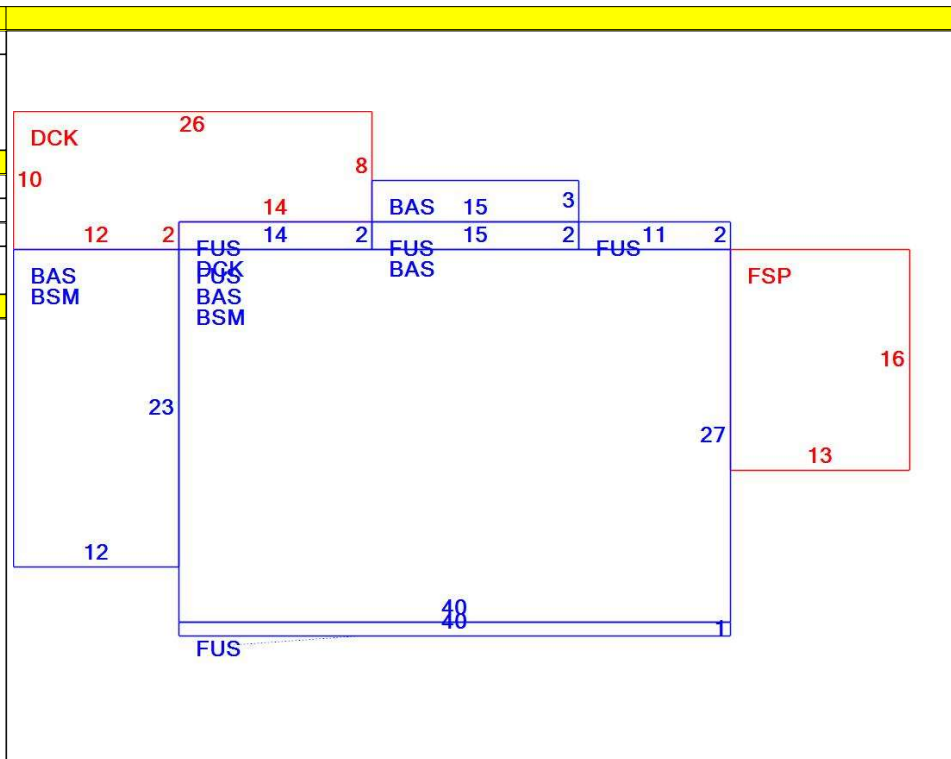 26
DCK
8
10
BAS 15 3
14
12 2 14 2 15 2 11 2
FUS FUS FUS
DCK BAS
BAS FUS FSP
BSM BAS
BSM
16
23
27
13
12
40
40 1
FUS